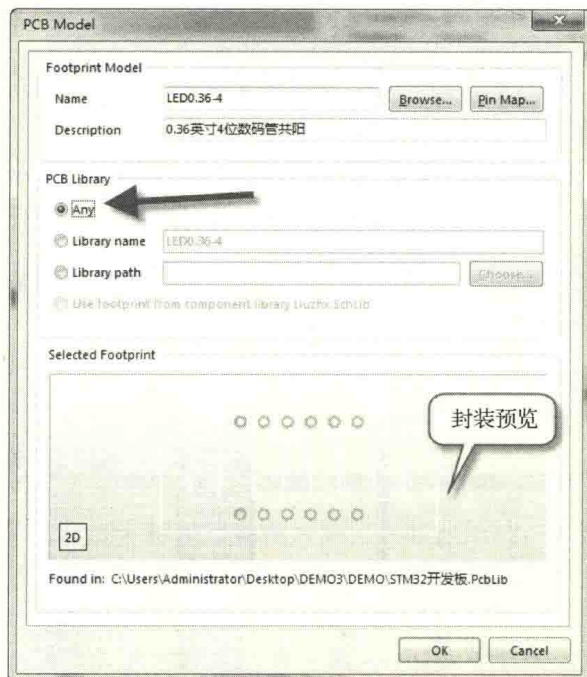 PCB Model
Footprint Model
Name LED0.36-4 Browse... Pin Map...
Description 0.36英寸4位数码管共阳
PCB Library
Any
Library name LED0.36-4
Library path Choose...
Use footprint from component library Liuzhx.SchLib
Selected Footprint
封装预览
2D
Found in: C:\Users\Administrator\Desktop\DEMO3\DEMO\STM32开发板.PcbLib
OK Cancel